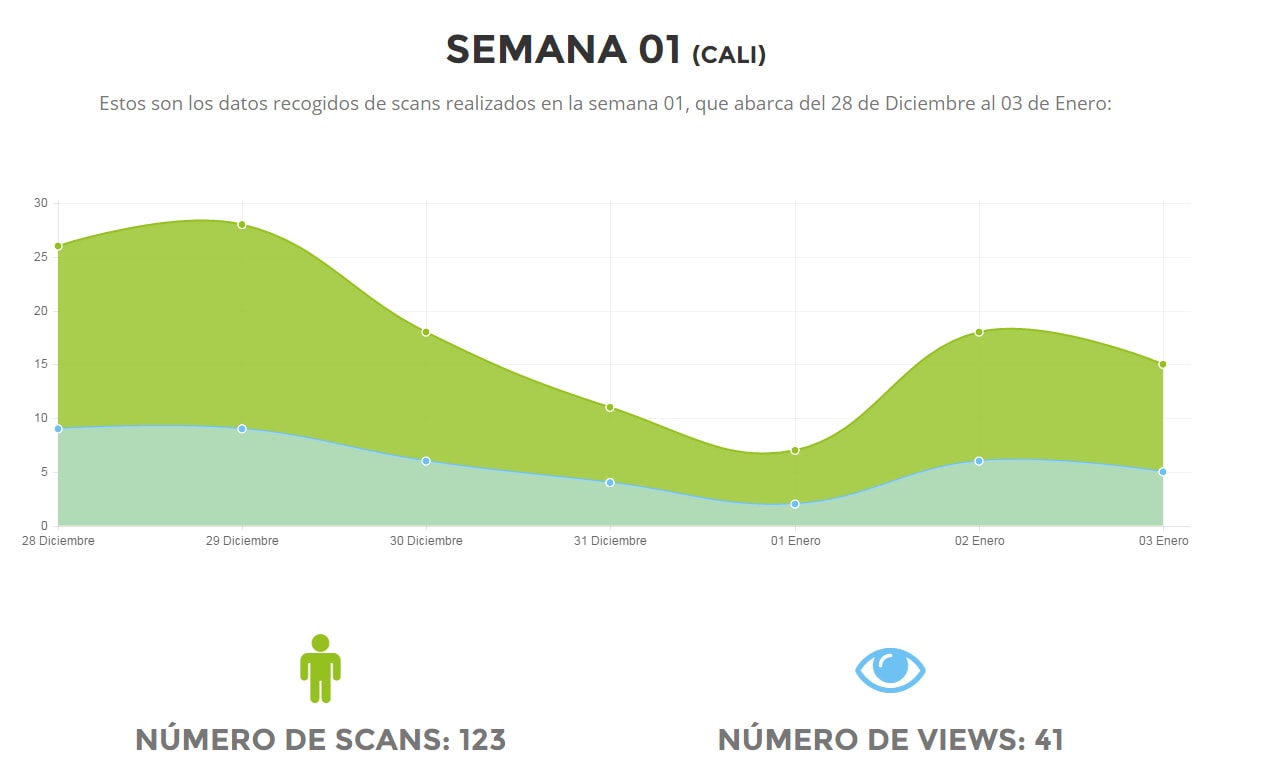 SEMANA 01 (CALI)
Estos son los datos recogidos de scans realizados en la semana 01, que abarca del 28 de Diciembre al 03 de Enero:
30
25
20
15
10
5
0
28 Diciembre 29 Diciembre 30 Diciembre 31 Diciembre 01 Enero 02 Enero 03 Enero
NÚMERO DE SCANS: 123 NÚMERO DE VIEWS: 41